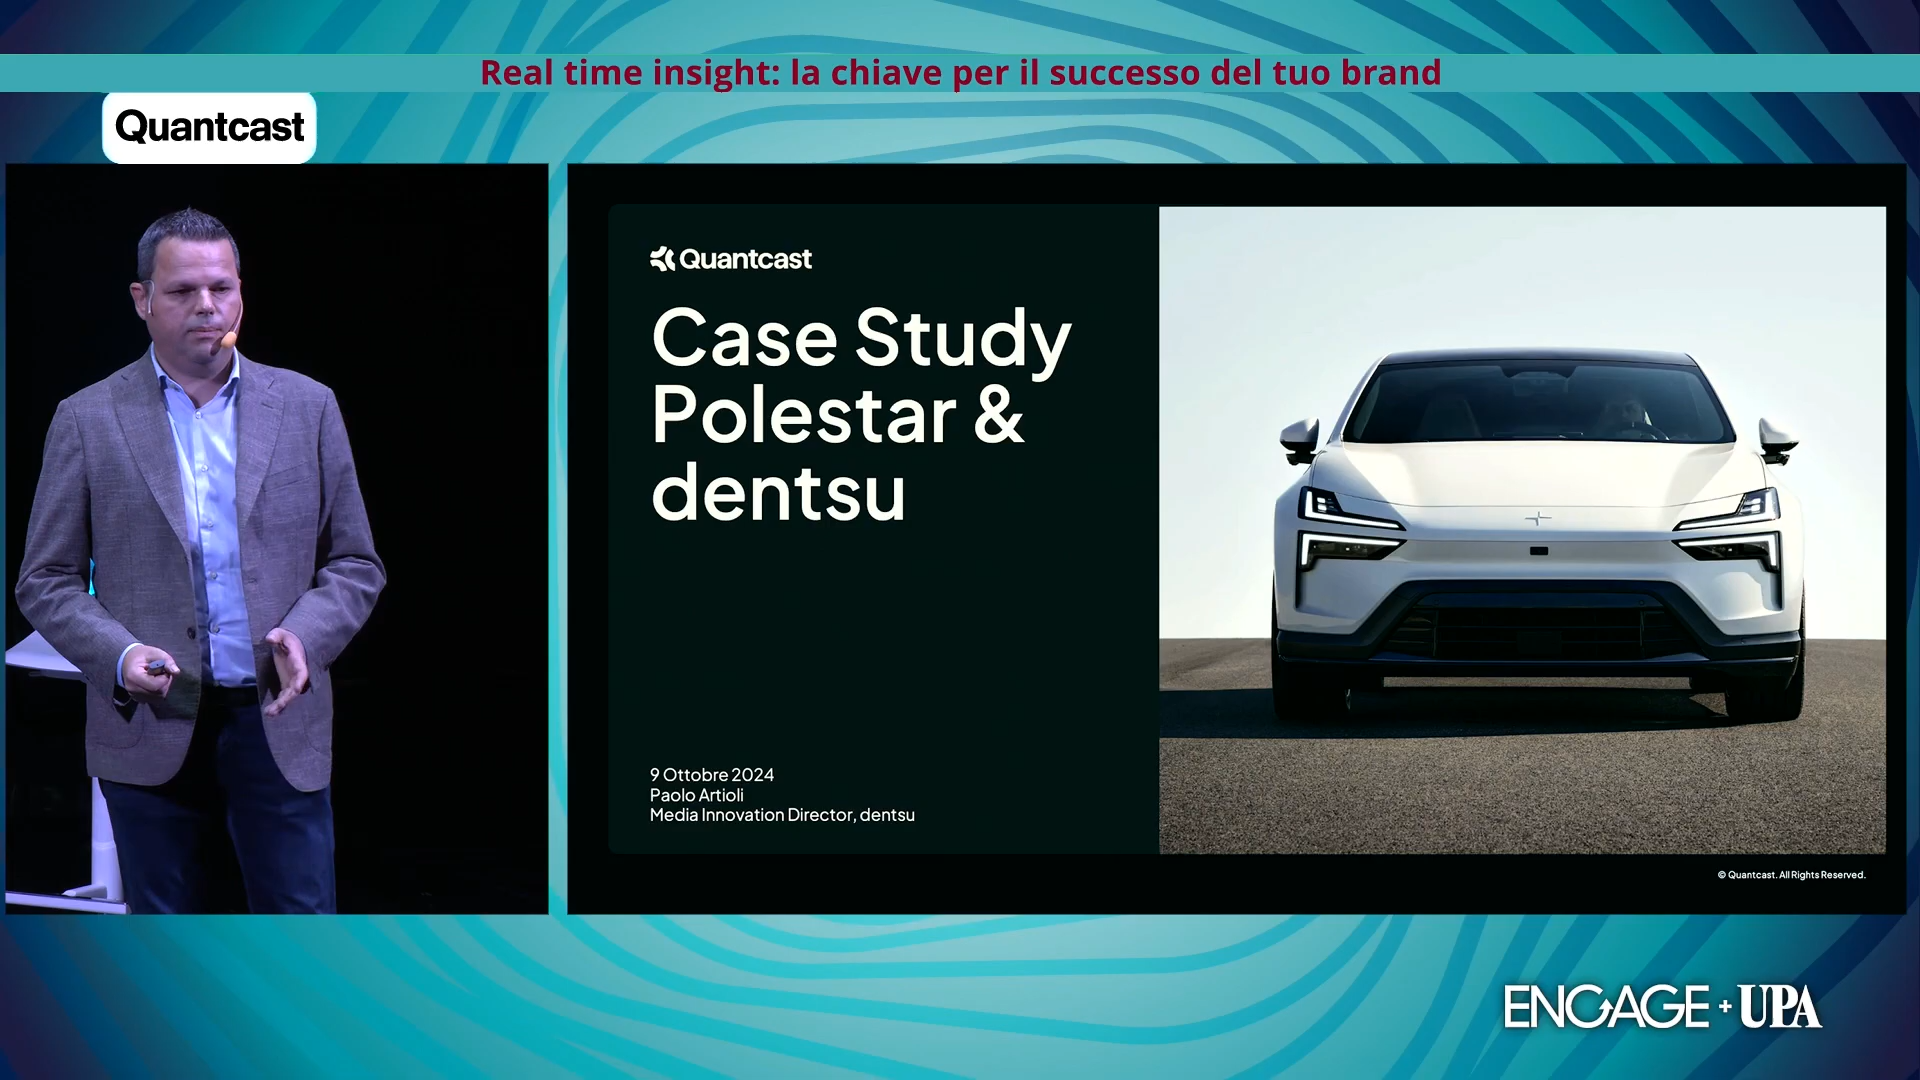 Real time insight: la chiave per il successo del tuo brand
Quantcast
Quantcast
Case Study
Polestar &
dentsu
9 Ottobre 2024
Paolo Artioli
Media Innovation Director, dentsu
© Quantcast. All Rights Reserved.
ENGAGE + UPA